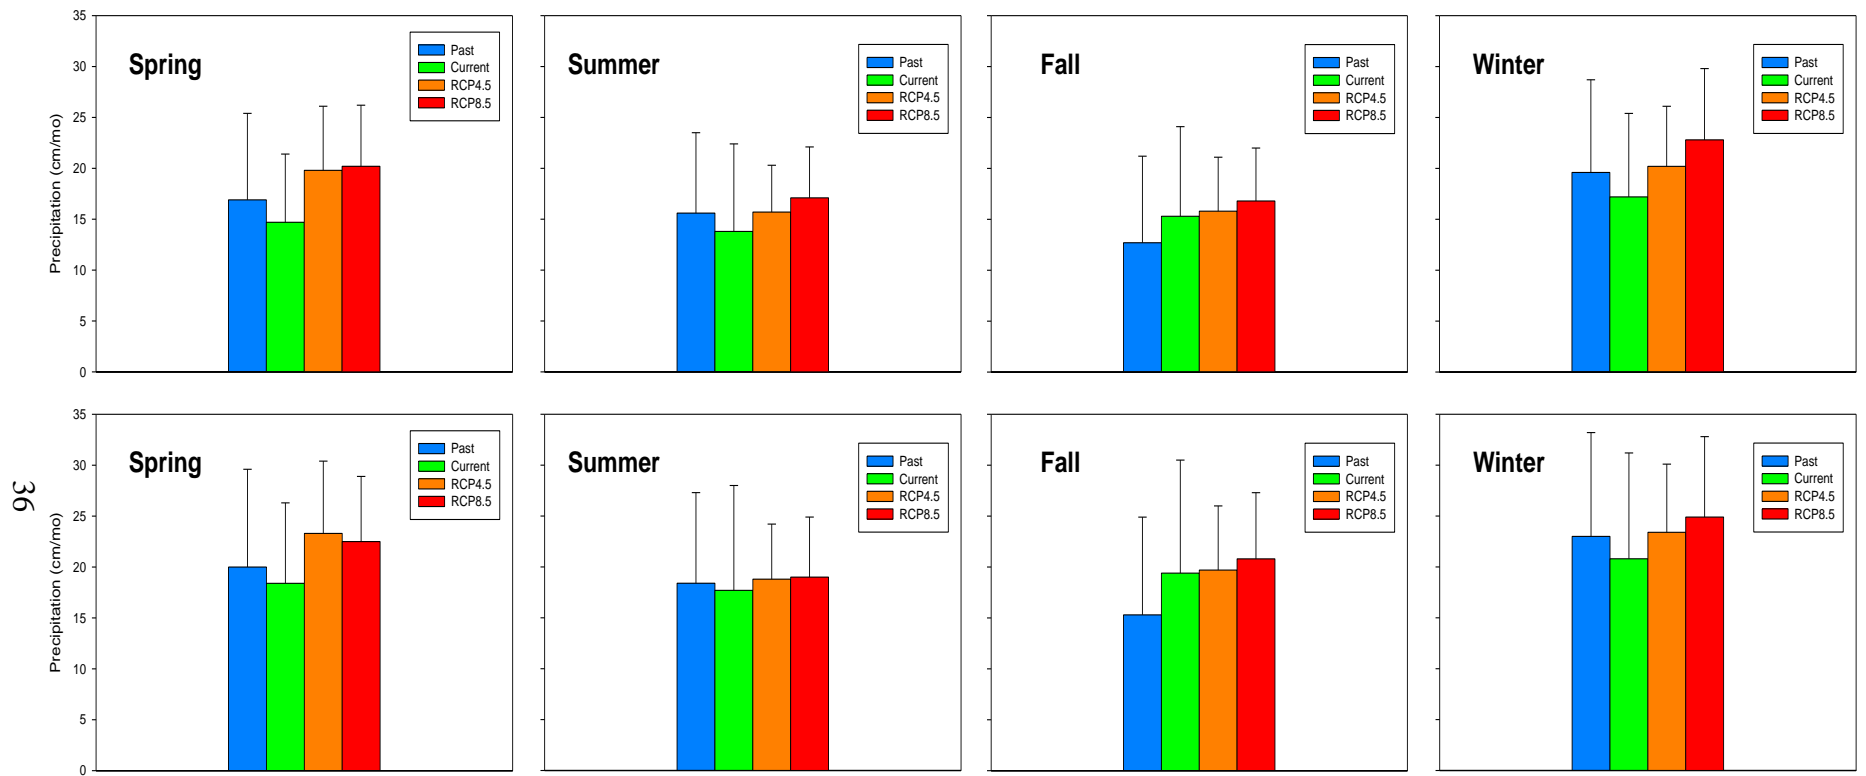 35
30
25
20
15
10
5
0
Precipitation (cm/mo)
Spring
Past
Current
RCP4.5
RCP8.5
Summer
Past
Current
RCP4.5
RCP8.5
Fall
Past
Current
RCP4.5
RCP8.5
Winter
Past
Current
RCP4.5
RCP8.5
36
35
30
25
20
15
10
5
0
Precipitation (cm/mo)
Spring
Past
Current
RCP4.5
RCP8.5
Summer
Past
Current
RCP4.5
RCP8.5
Fall
Past
Current
RCP4.5
RCP8.5
Winter
Past
Current
RCP4.5
RCP8.5